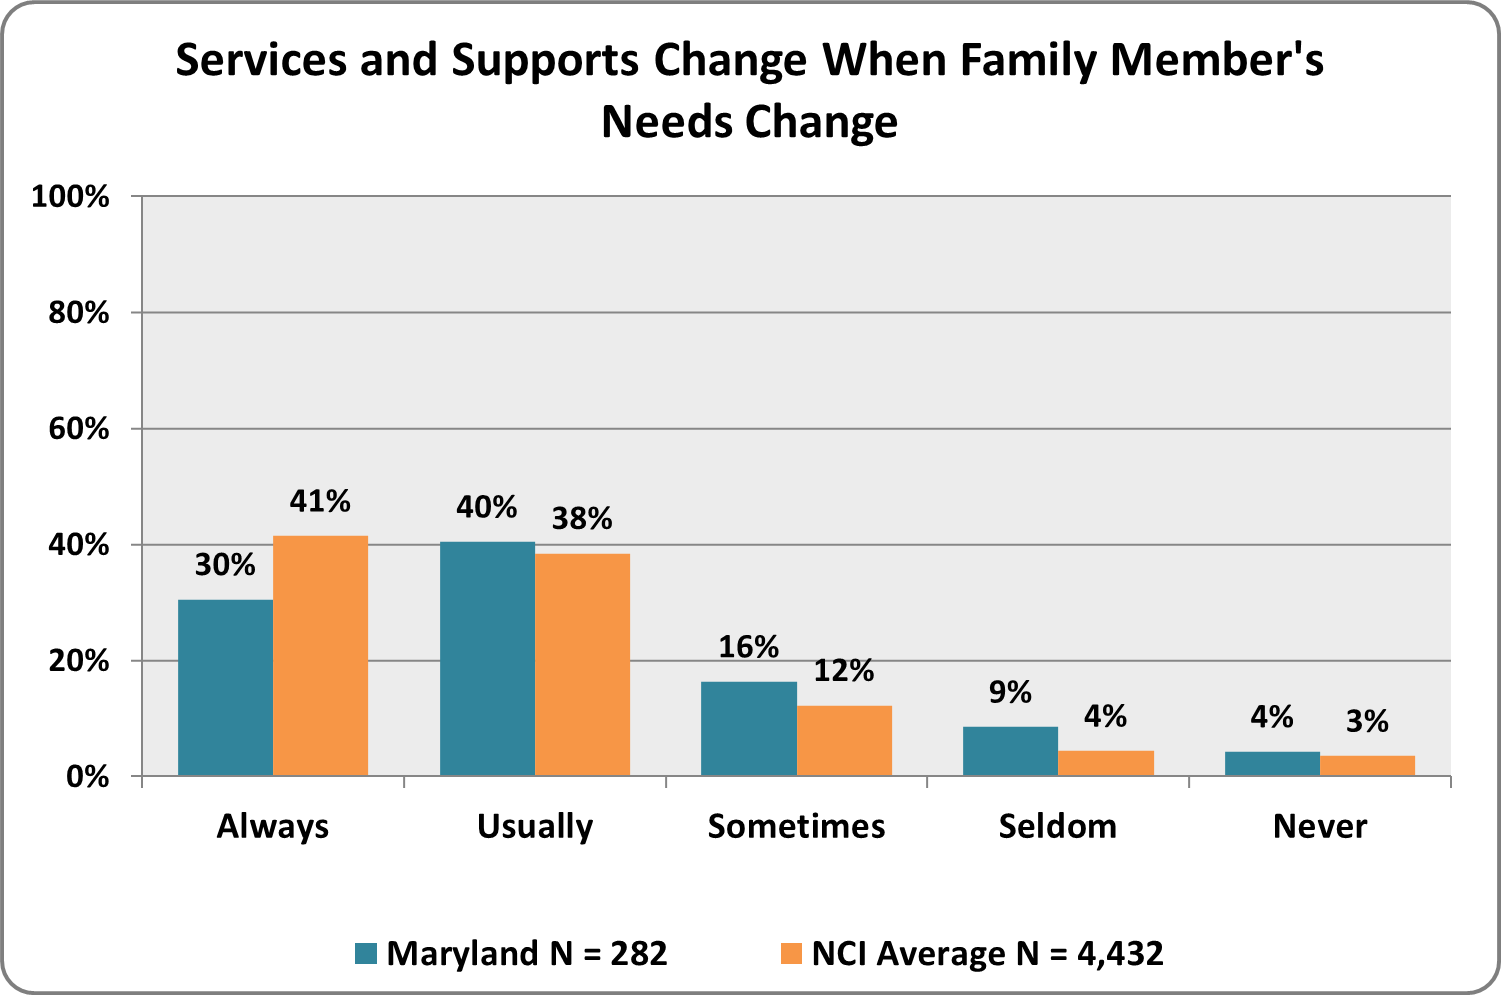 Services and Supports Change When Family Member's
Needs Change
100%
80%
60%
40%
20%
0%
30%
41%
40%
38%
16%
12%
9%
4%
4%
3%
Always
Usually
Sometimes
Seldom
Never
Maryland N = 282
NCI Average N = 4,432